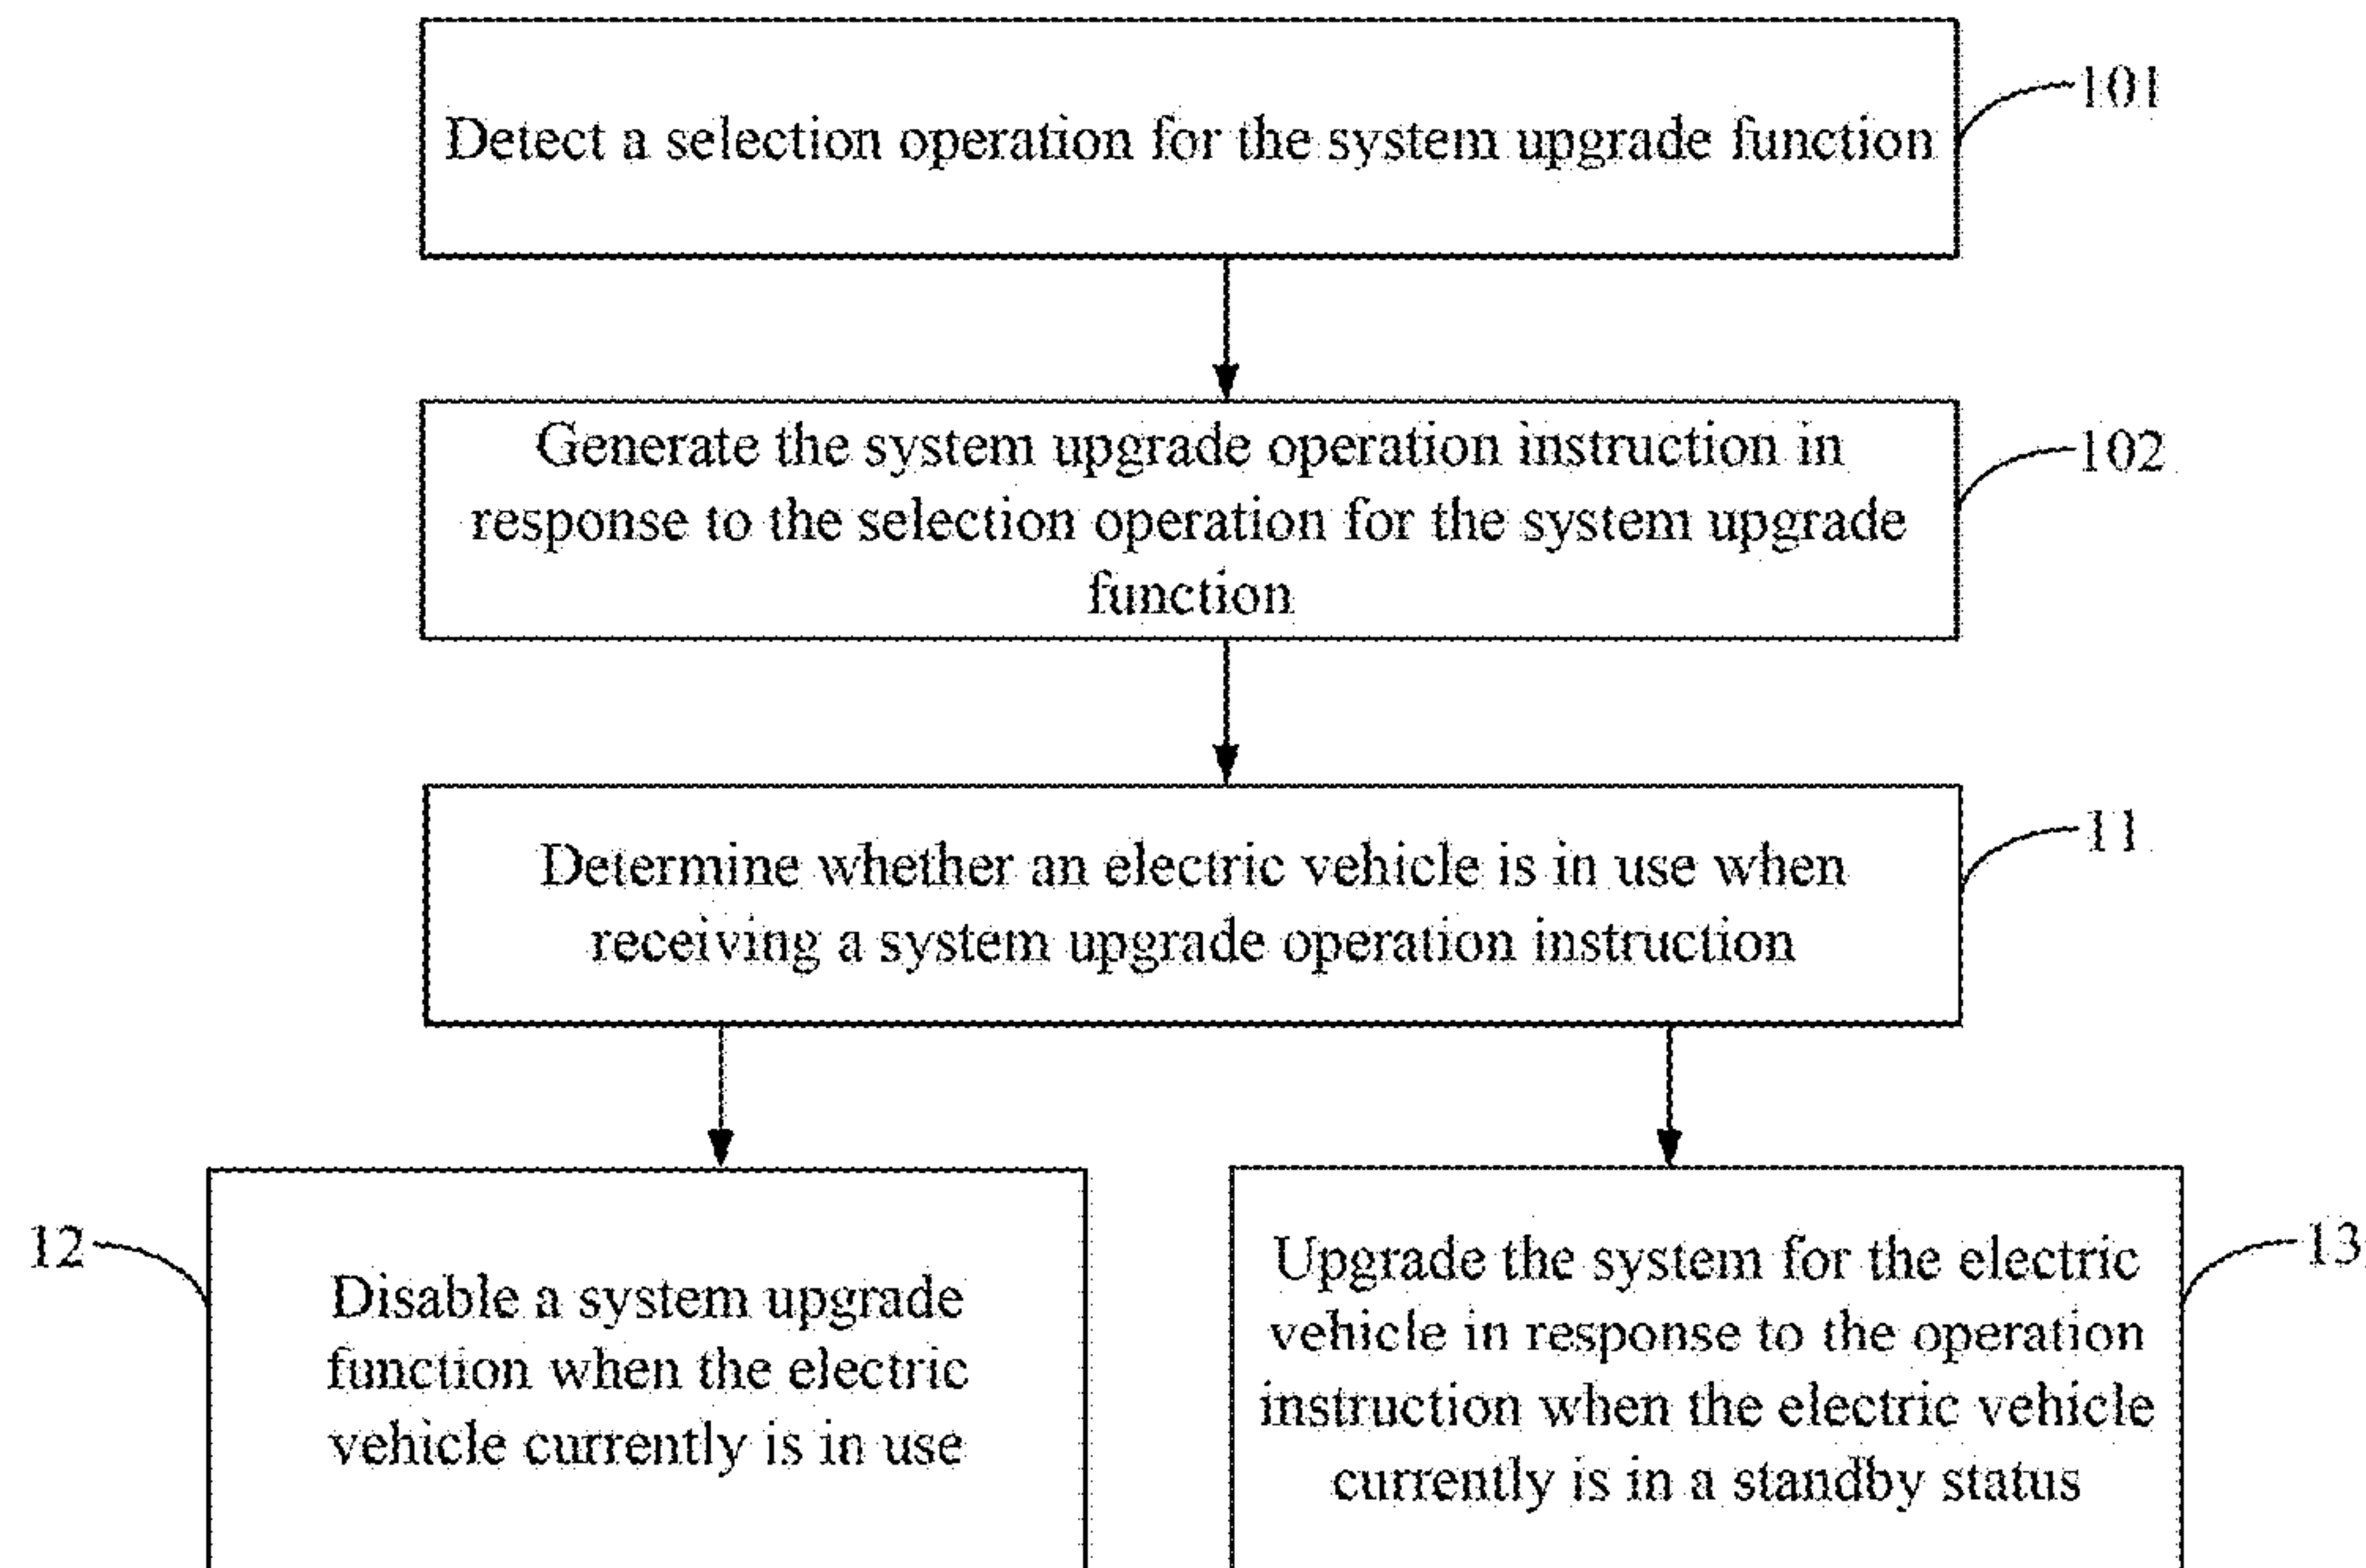 Detect a selection operation for the system upgrade function
101
Generate the system upgrade operation instruction in
response to the selection operation for the system upgrade
function
102
Determine whether an electric vehicle is in use when
receiving a system upgrade operation instruction
11
12
Disable a system upgrade
function when the electric
vehicle currently is in use
Upgrade the system for the electric
vehicle in response to the operation
instruction when the electric vehicle
currently is in a standby status
13